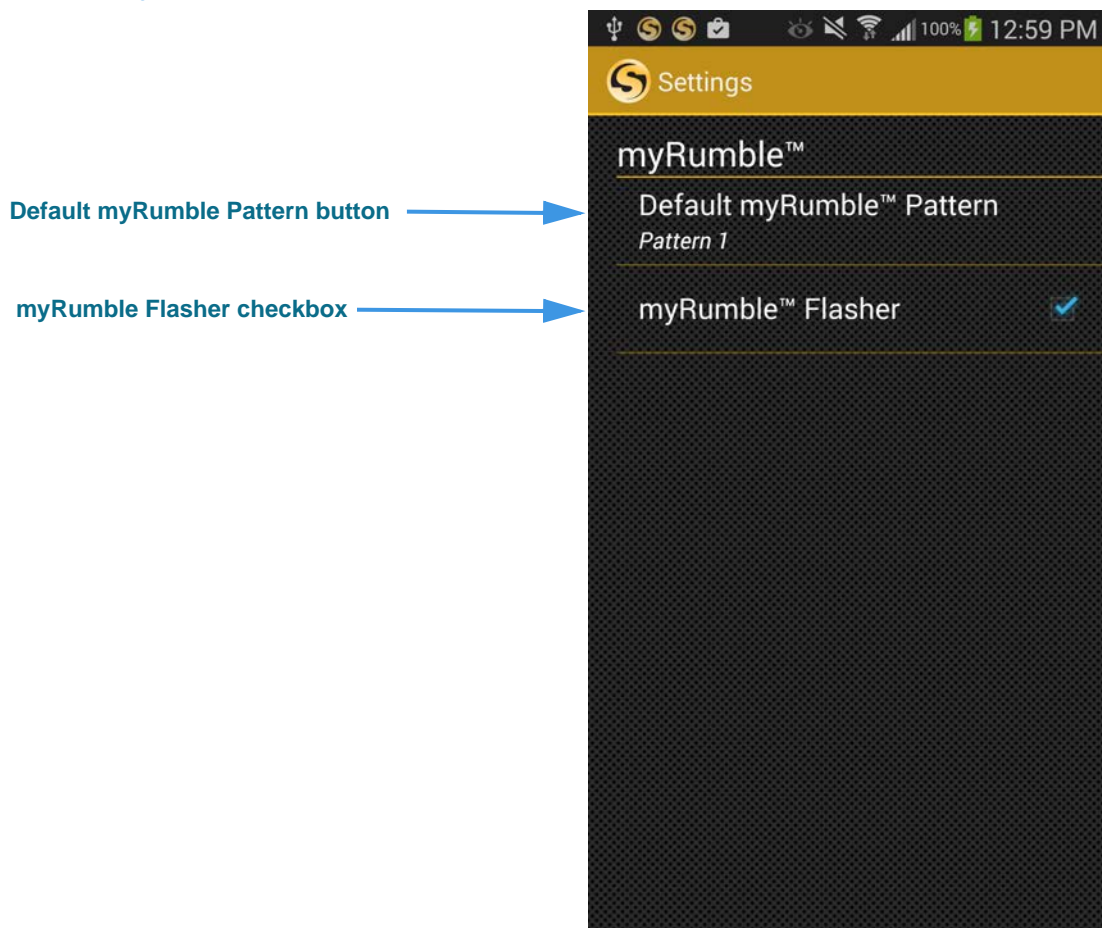 100% 12:59 PM
Settings
myRumble™
Default myRumble Pattern button
Default myRumble™ Pattern
Pattern 1
myRumble Flasher checkbox
myRumble™ Flasher